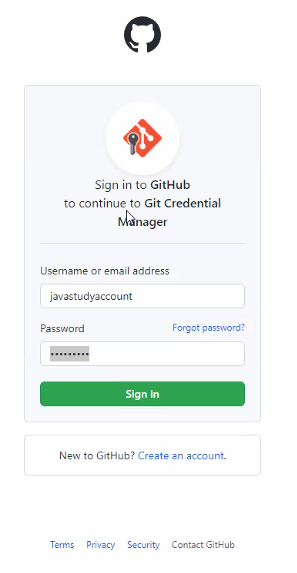 Sign in to GitHub
to continue to Git Credential
Manager
Username or email address
javastudyaccount
Password Forgot password?
•••••••••
Sign in
New to GitHub? Create an account.
Terms Privacy Security Contact GitHub